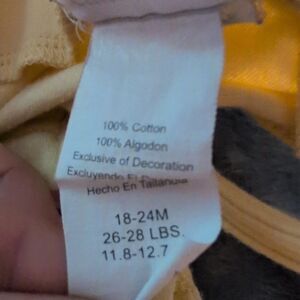 100% Cotton
100% Algodon
Exclusive of Decoration
Excluyendo El
Hecho En Tailandia
18-24M
26-28 LBS.
11.8-12.7